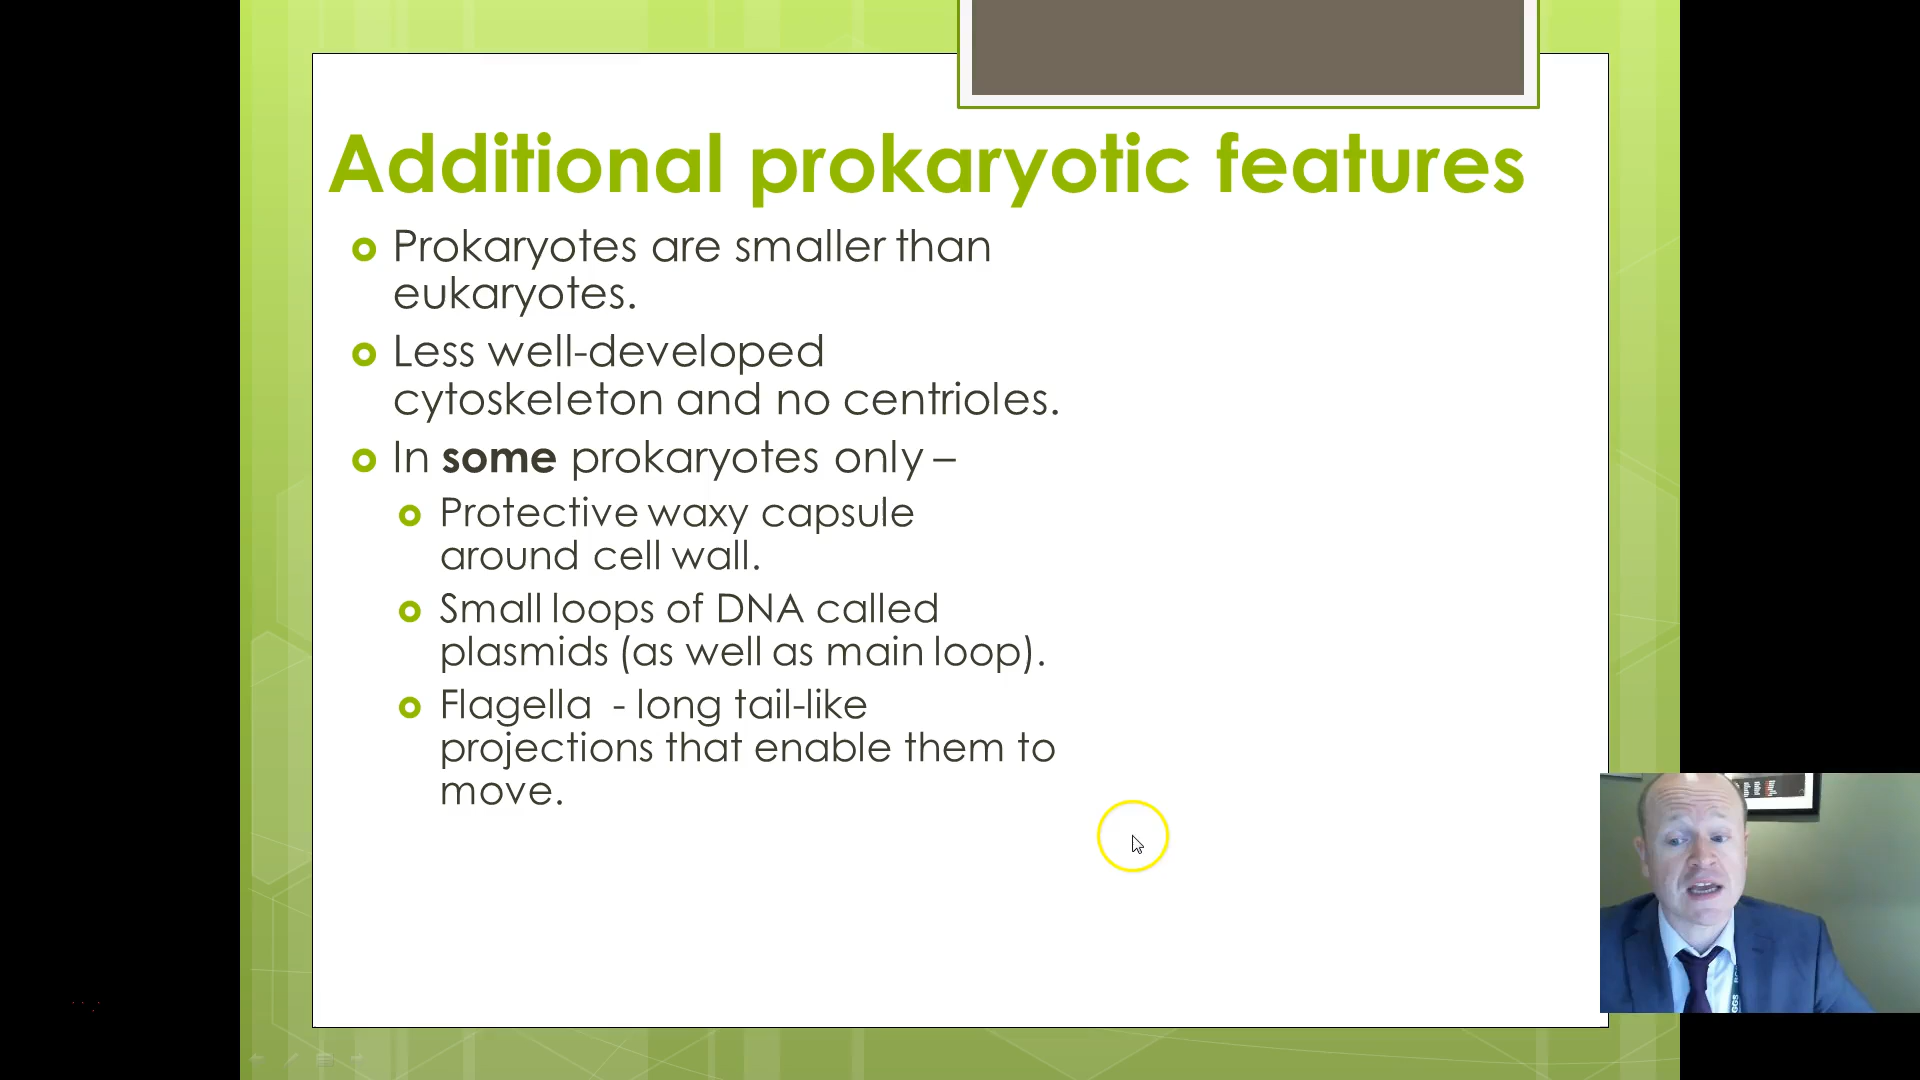 Additional prokaryotic features
Prokaryotes are smaller than
eukaryotes.
Less well-developed
cytoskeleton and no centrioles.
In some prokaryotes only –
Protective waxy capsule
around cell wall.
Small loops of DNA called
plasmids (as well as main loop).
Flagella - long tail-like
projections that enable them to
move.